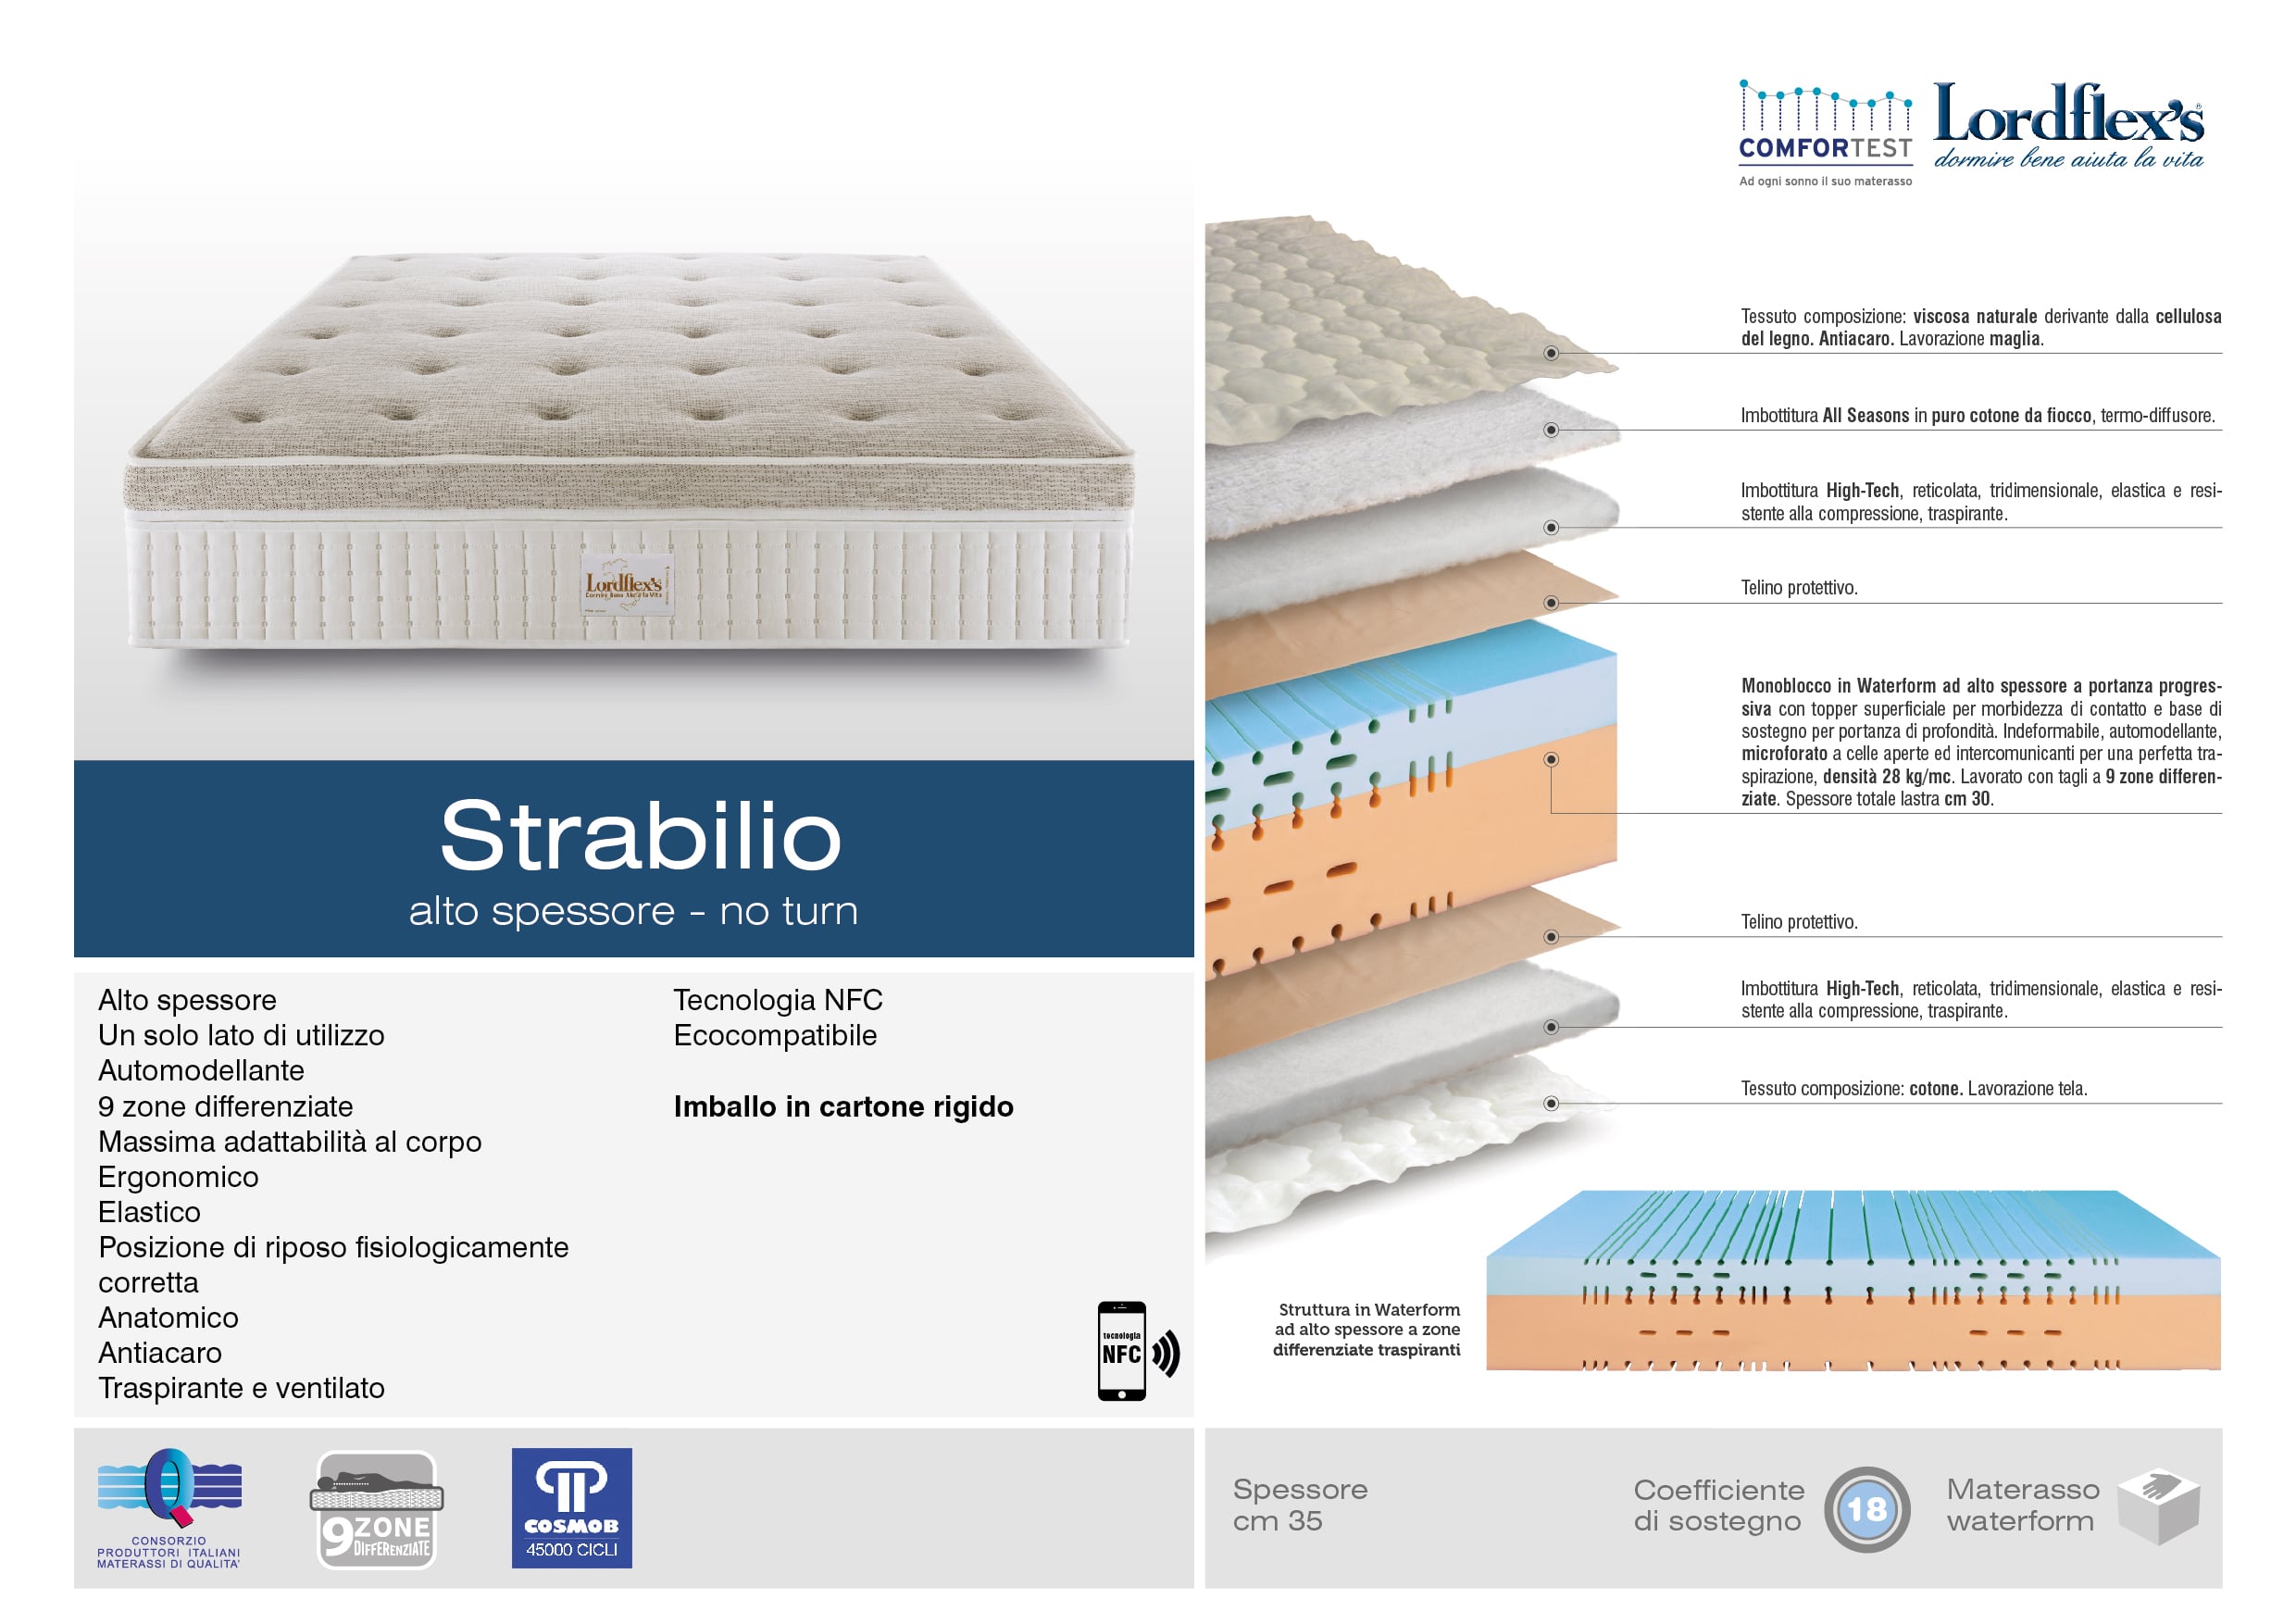 COMFORTEST
Ad ogni sonno il suo materasso
Lordflex's
dormire bene aiuta la vita
Lordflex's
Dormire Bene Aiuta la Vita
Strabilio
alto spessore - no turn
Alto spessore
Un solo lato di utilizzo
Automodellante
9 zone differenziate
Massima adattabilità al corpo
Ergonomico
Elastico
Posizione di riposo fisiologicamente
corretta
Anatomico
Antiacaro
Traspirante e ventilato
Tecnologia NFC
Ecocompatibile
Imballo in cartone rigido
tecnologia
NFC
Tessuto composizione: viscosa naturale derivante dalla cellulosa
del legno. Antiacaro. Lavorazione maglia.
Imbottitura All Seasons in puro cotone da fiocco, termo-diffusore.
Imbottitura High-Tech, reticolata, tridimensionale, elastica e resi-
stente alla compressione, traspirante.
Telino protettivo.
Monoblocco in Waterform ad alto spessore a portanza progres-
siva con topper superficiale per morbidezza di contatto e base di
sostegno per portanza di profondità. Indeformabile, automodellante,
microforato a celle aperte ed intercomunicanti per una perfetta tra-
spirazione, densità 28 kg/mc. Lavorato con tagli a 9 zone differen-
ziate. Spessore totale lastra cm 30.
Telino protettivo.
Imbottitura High-Tech, reticolata, tridimensionale, elastica e resi-
stente alla compressione, traspirante.
Tessuto composizione: cotone. Lavorazione tela.
Struttura in Waterform
ad alto spessore a zone
differenziate traspiranti
CONSORZIO
PRODUTTORI ITALIANI
MATERASSI DI QUALITA'
9 ZONE
DIFFERENZIATE
COSMOB
45000 CICLI
Spessore
cm 35
Coefficiente
di sostegno
18
Materasso
waterform